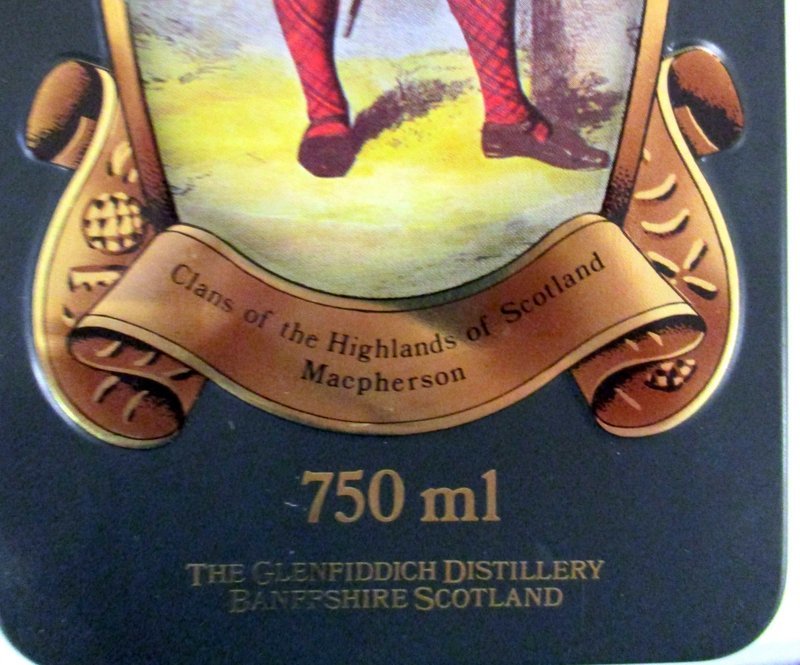 Clans of the Highlands of Scotland
Macpherson
750 ml
THE GLENFIDDICH DISTILLERY
BANFFSHIRE SCOTLAND